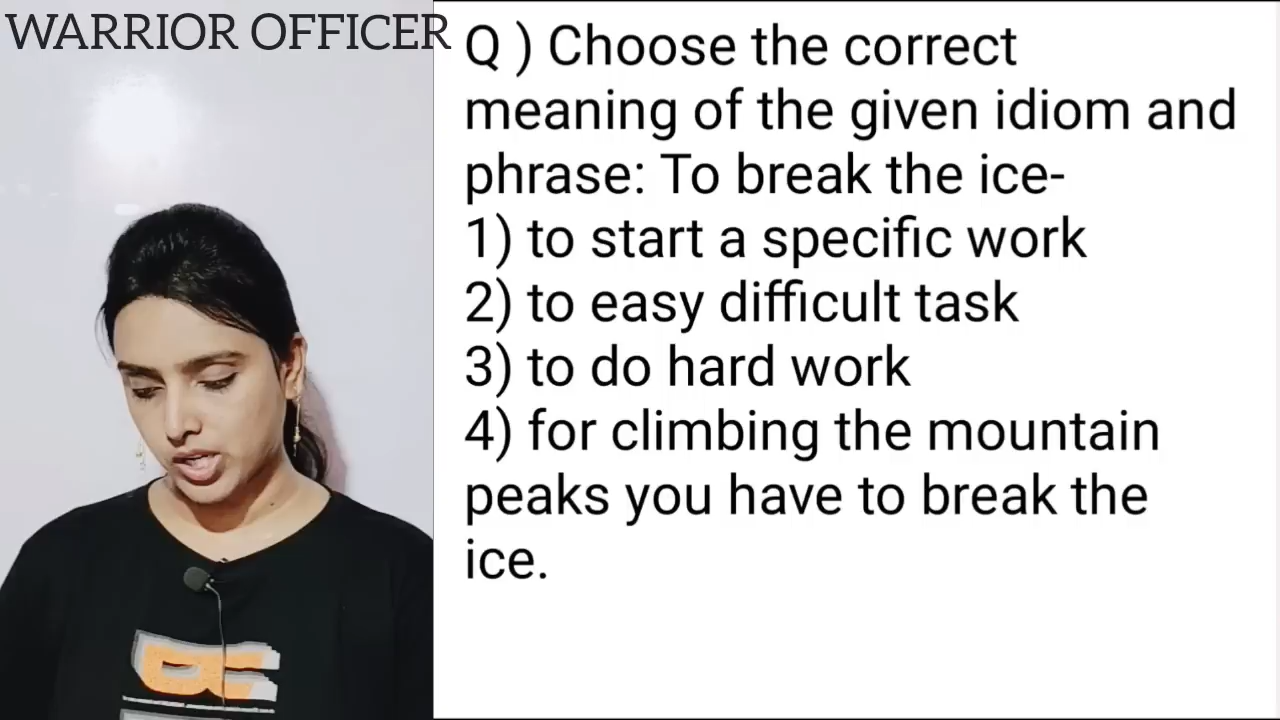 WARRIOR OFFICER
Q ) Choose the correct
meaning of the given idiom and
phrase: To break the ice-
1) to start a specific work
2) to easy difficult task
3) to do hard work
4) for climbing the mountain
peaks you have to break the
ice.